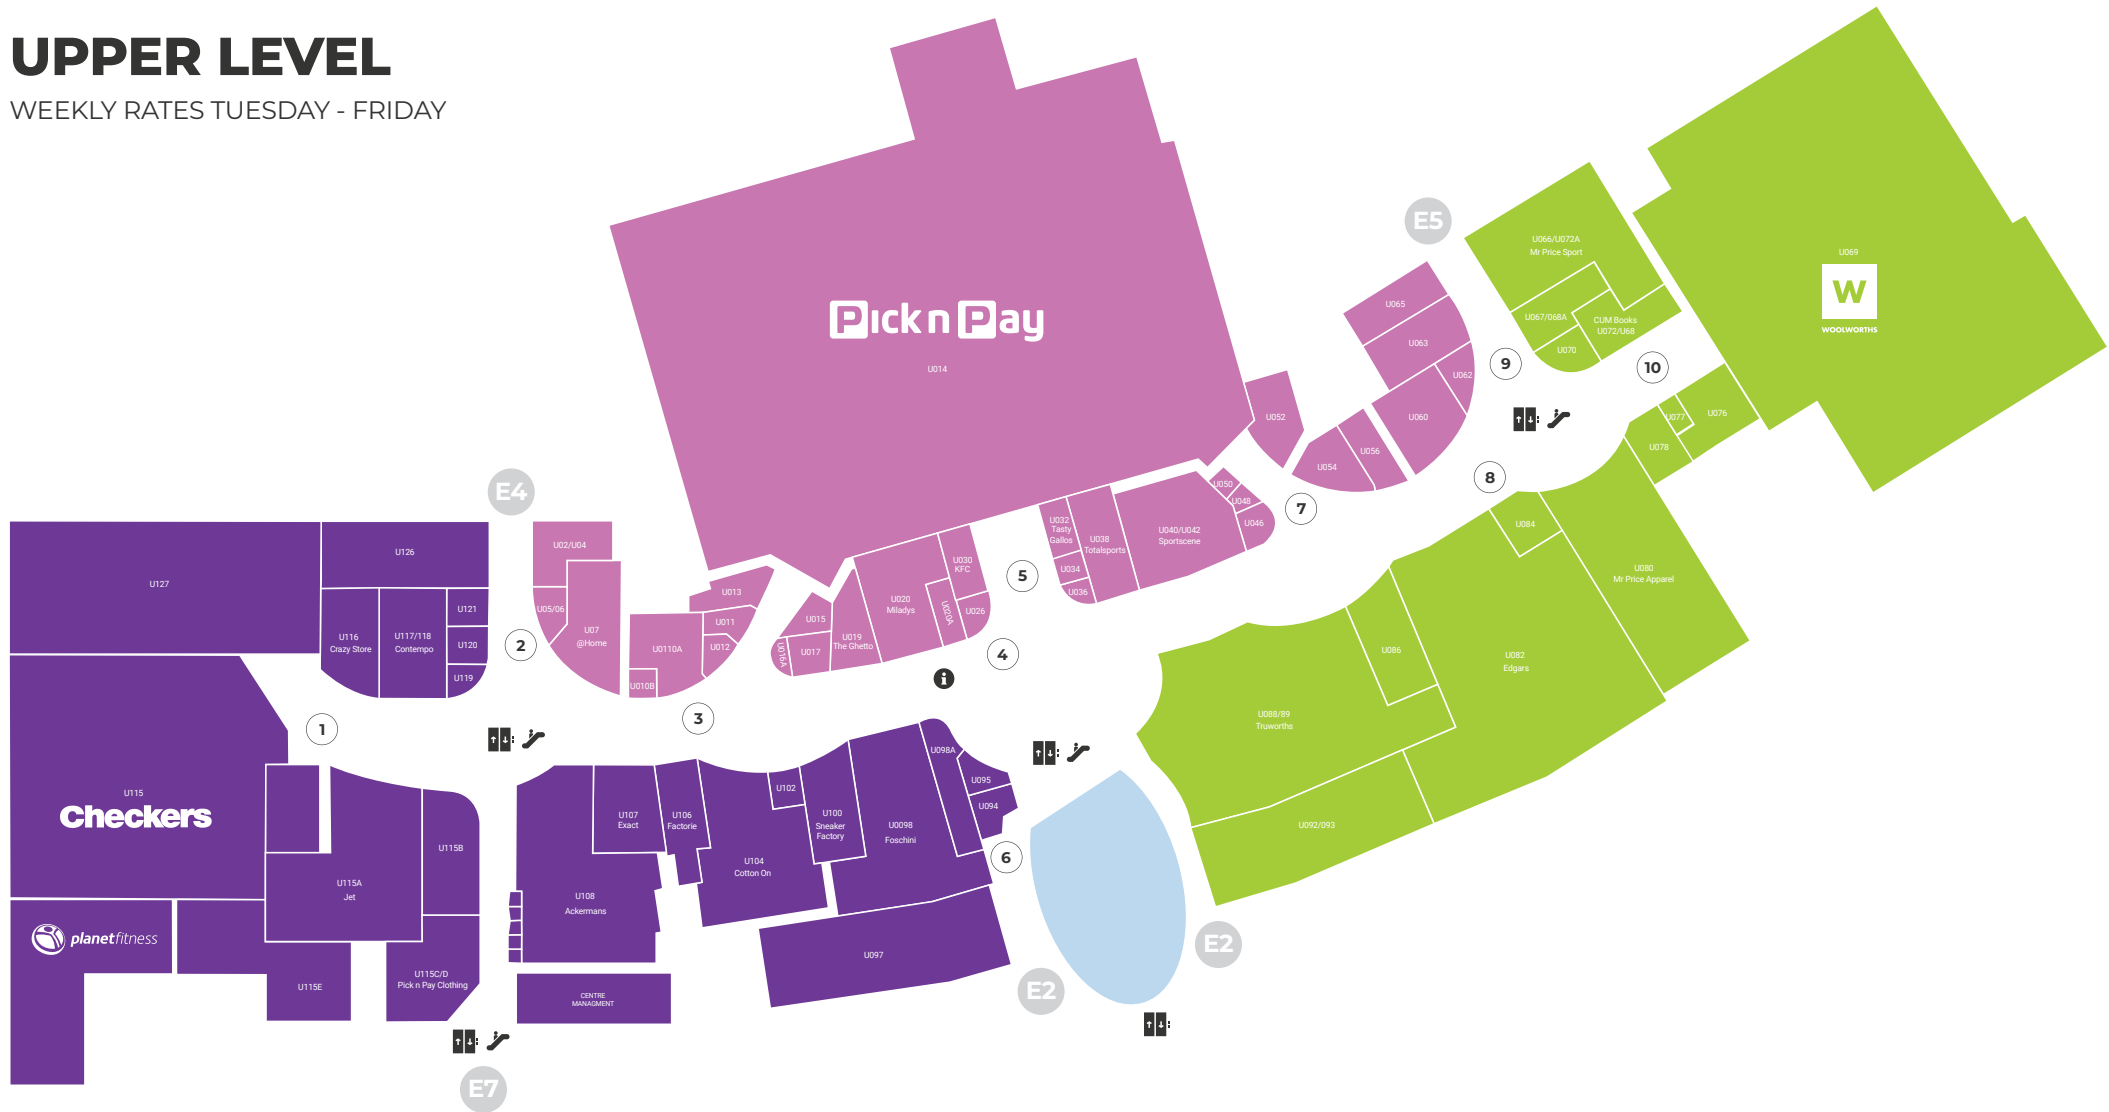 UPPER LEVEL
WEEKLY RATES TUESDAY - FRIDAY
Pick n Pay
U014
E5
U066/U072A
Mr Price Sport
U067/068A
CUM Books
U072/U68
U070
U069
W
WOOLWORTHS
U065
U063
U062
U060
9
10
U077
U076
U078
U052
U056
U054
8
7
U050
U048
U046
U040/U042
Sportscene
U038
Totalsports
U032
Tasty
Gallos
U034
U036
5
U084
U080
Mr Price Apparel
E4
U127
U126
U116
Crazy Store
U117/118
Contempo
U121
U120
U119
2
U02/U04
U05/06
U07
@Home
U013
U011
U012
U0110A
U010B
U015
U016A
U017
U019
The Ghetto
U020
Miladys
U020A
U030
KFC
U026
4
i
3
1
U086
U082
Edgars
U088/89
Truworths
U092/093
U115
Checkers
U115A
Jet
U115B
U107
Exact
U106
Factorie
U102
U104
Cotton On
U100
Sneaker
Factory
U0098
Foschini
U098A
U095
U094
6
U108
Ackermans
planetfitness
U115E
U115C/D
Pick n Pay Clothing
CENTRE
MANAGMENT
U097
E2
E2
E7